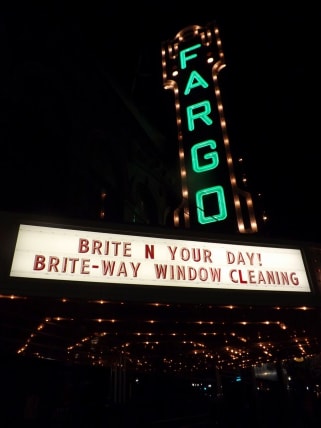 FARGO
BRITE N YOUR DAY!
BRITE-WAY WINDOW CLEANING